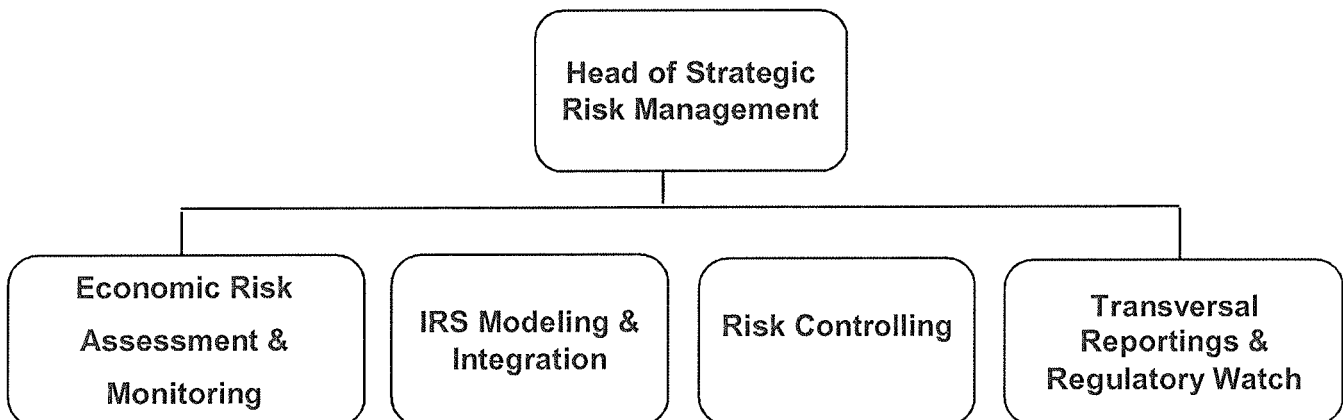 Head of Strategic
Risk Management
Economic Risk
Assessment &
Monitoring
IRS Modeling &
Integration
Risk Controlling
Transversal
Reportings &
Regulatory Watch